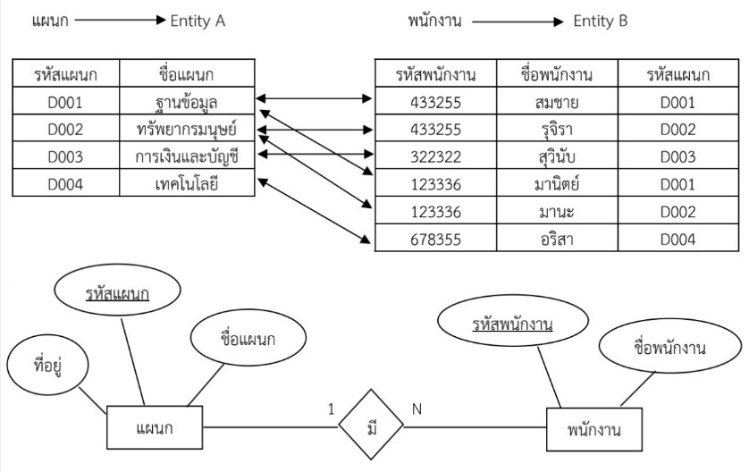 แผนก Entity A
พนักงาน Entity B
รหัสแผนก ชื่อแผนก
D001 ฐานข้อมูล
D002 ทรัพยากรมนุษย์
D003 การเงินและบัญชี
D004 เทคโนโลยี
รหัสพนักงาน ชื่อพนักงาน รหัสแผนก
433255 สมชาย D001
433255 รุจิรา D002
322322 สุวินับ D003
123336 มานิตย์ D001
123336 มานะ D002
678355 อริสา D004
รหัสแผนก
ชื่อแผนก
ที่อยู่
แผนก
1 มี N
รหัสพนักงาน
ชื่อพนักงาน
พนักงาน